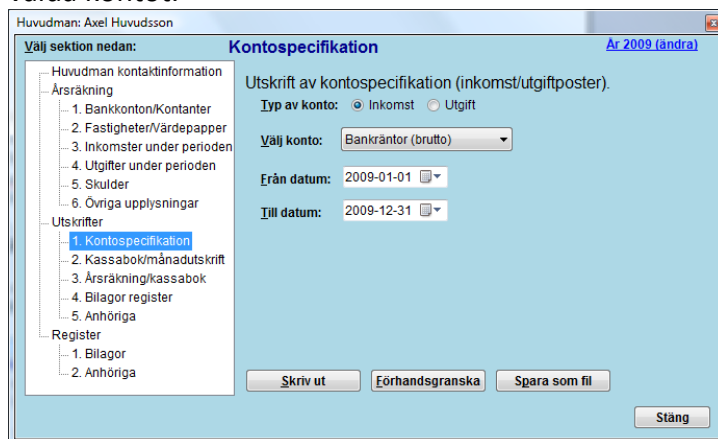 valda kontot.
Huvudman: Axel Huvudsson
Välj sektion nedan:
Kontospecifikation
År 2009 (ändra)
Huvudman kontaktinformation
Årsräkning
1. Bankkonton/Kontanter
2. Fastigheter/Värdepapper
3. Inkomster under perioden
4. Utgifter under perioden
5. Skulder
6. Övriga upplysningar
Utskrifter
1. Kontospecifikation
2. Kassabok/månadutskrift
3. Årsräkning/kassabok
4. Bilagor register
5. Anhöriga
Register
1. Bilagor
2. Anhöriga
Utskrift av kontospecifikation (inkomst/utgiftposter).
Typ av konto: Inkomst Utgift
Välj konto: Bankräntor (brutto)
Från datum: 2009-01-01
Till datum: 2009-12-31
Skriv ut Förhandsgranska Spara som fil
Stäng